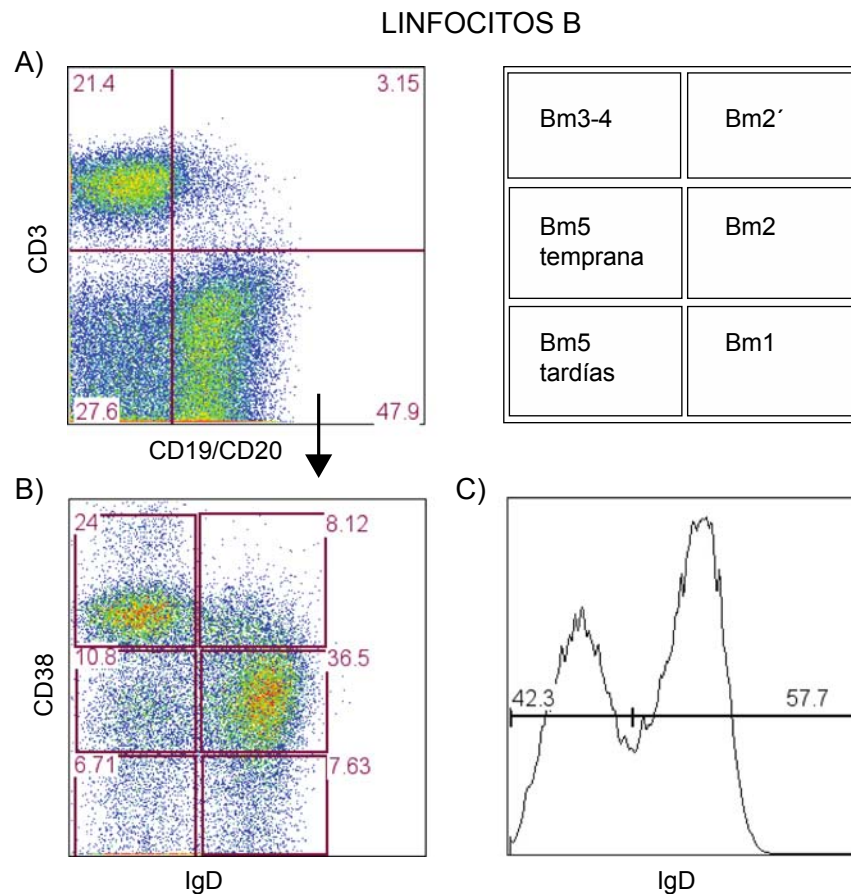 LINFOCITOS B
A)
21.4
3.15
CD3
27.6
47.9
CD19/CD20
Bm3-4
Bm2´
Bm5
temprana
Bm2
Bm5
tardías
Bm1
B)
24
8.12
CD38
10.8
36.5
6.71
7.63
IgD
C)
42.3
57.7
IgD